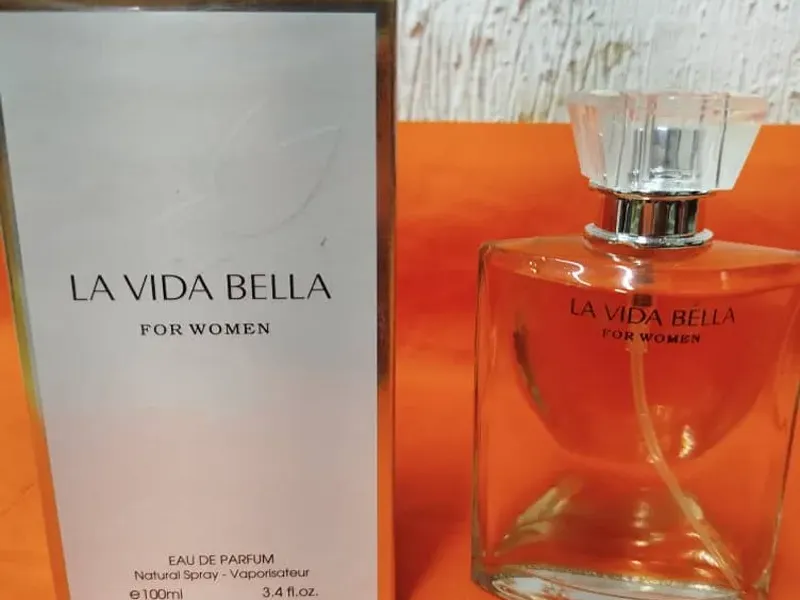 LA VIDA BELLA
FOR WOMEN
EAU DE PARFUM
Natural Spray - Vaporisateur
℮100ml 3.4 fl.oz.
LA VIDA BELLA
FOR WOMEN